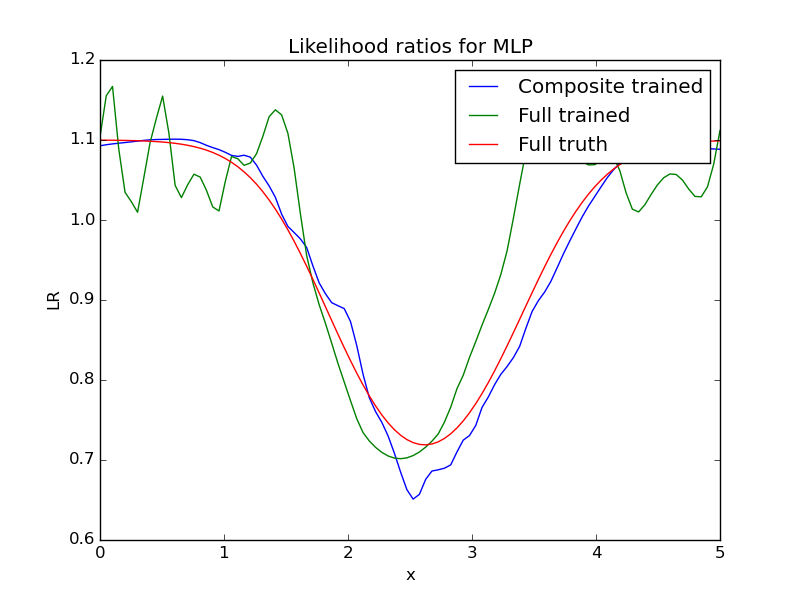 Likelihood ratios for MLP
1.2
1.1
1.0
0.9
0.8
0.7
0.6
LR
Composite trained
Full trained
Full truth
0 1 2 3 4 5
x